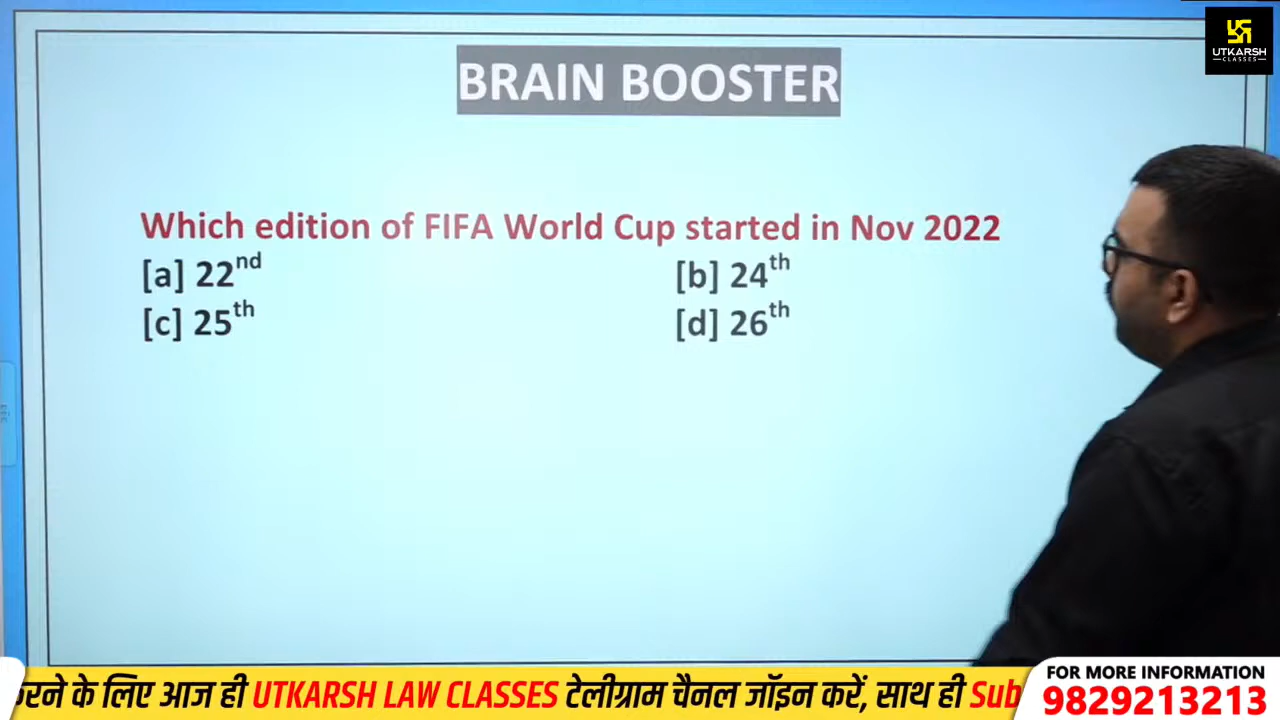 UTKARSH
CLASSES
BRAIN BOOSTER
Which edition of FIFA World Cup started in Nov 2022
[a] 22nd
[b] 24th
[c] 25th
[d] 26th
के लिए आज ही UTKARSH LAW CLASSES टेलीग्राम चैनल जॉइन करें, साथ ही Sub
FOR MORE INFORMATION
9829213213